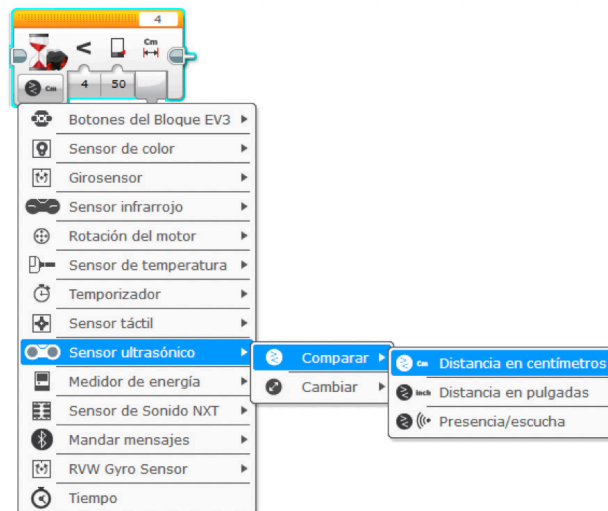 4
<
Cm
Cm
4
50
Botones del Bloque EV3
Sensor de color
Girosensor
Sensor infrarrojo
Rotación del motor
Sensor de temperatura
Temporizador
Sensor táctil
Sensor ultrasónico
Comparar
Cm Distancia en centímetros
Medidor de energía
Cambiar
inch Distancia en pulgadas
Sensor de Sonido NXT
Presencia/escucha
Mandar mensajes
RVW Gyro Sensor
Tiempo